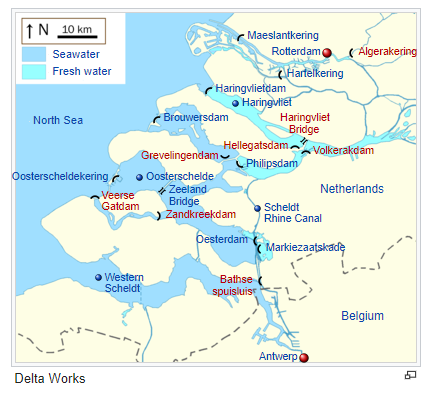 N
10 km
Seawater
Fresh water
Maeslantkering
Rotterdam
Algerakering
Hartelkering
Haringvlietdam
Haringvliet
North Sea
Brouwersdam
Haringvliet
Bridge
Hellegatsdam
Volkerakdam
Grevelingendam
Philipsdam
Oosterscheldekering
Oosterschelde
Netherlands
Veerse
Gatdam
Zeeland
Bridge
Zandkreekdam
Scheldt
Rhine Canal
Oesterdam
Markiezaatskade
Western
Scheldt
Bathse
spuisluis
Belgium
Antwerp
Delta Works